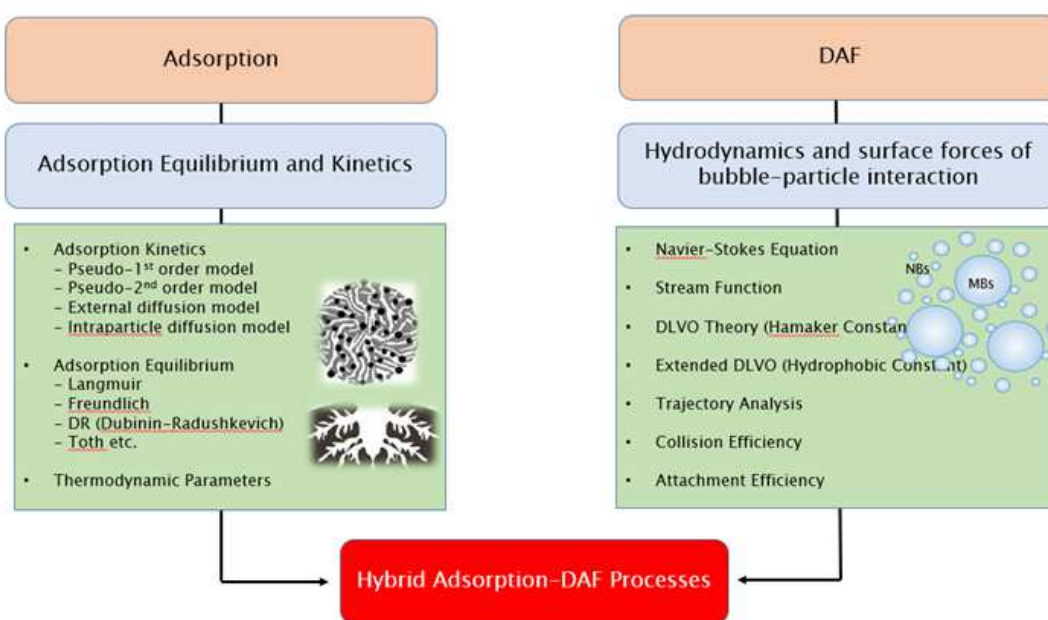 Adsorption
Adsorption Equilibrium and Kinetics
• Adsorption Kinetics
– Pseudo-1st order model
– Pseudo-2nd order model
– External diffusion model
– Intraparticle diffusion model
• Adsorption Equilibrium
– Langmuir
– Freundlich
– DR (Dubinin-Radushkevich)
– Toth etc.
• Thermodynamic Parameters
DAF
Hydrodynamics and surface forces of
bubble-particle interaction
• Navier-Stokes Equation
• Stream Function
• DLVO Theory (Hamaker Constan
• Extended DLVO (Hydrophobic Const nt)
• Trajectory Analysis
• Collision Efficiency
• Attachment Efficiency
NBs
MBs
Hybrid Adsorption-DAF Processes